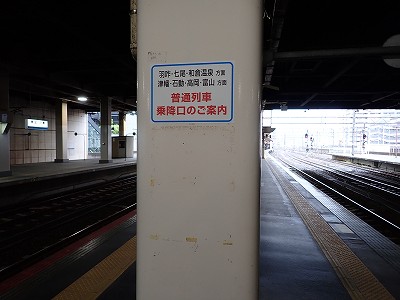 羽咋・七尾・和倉温泉 方面
津幡・石動・高岡・富山 方面
普通列車
乗降口のご案内